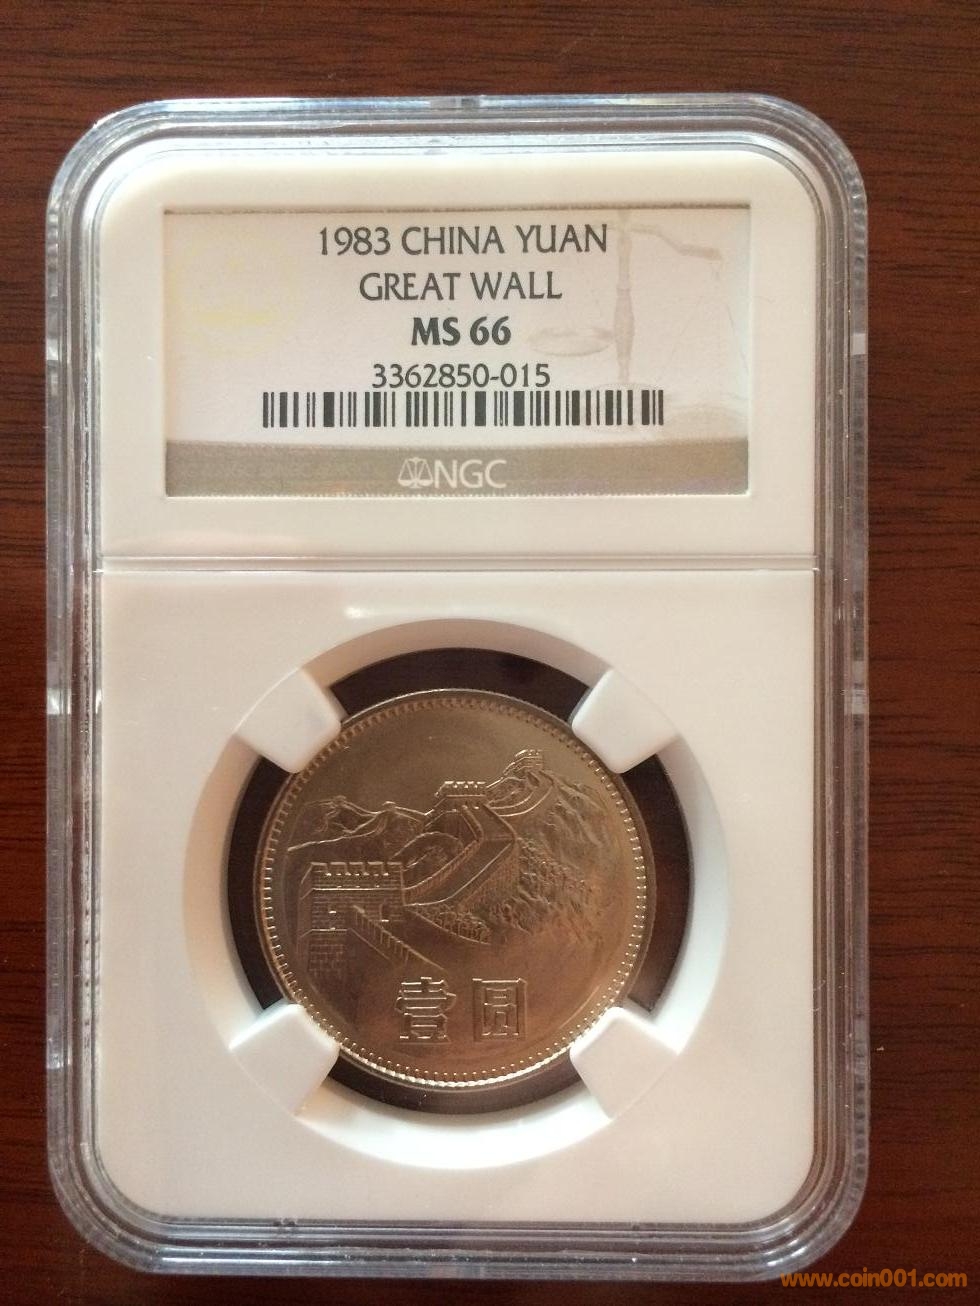 1983 CHINA YUAN
GREAT WALL
MS 66
3362850-015
NGC
壹圆
www.coin001.com